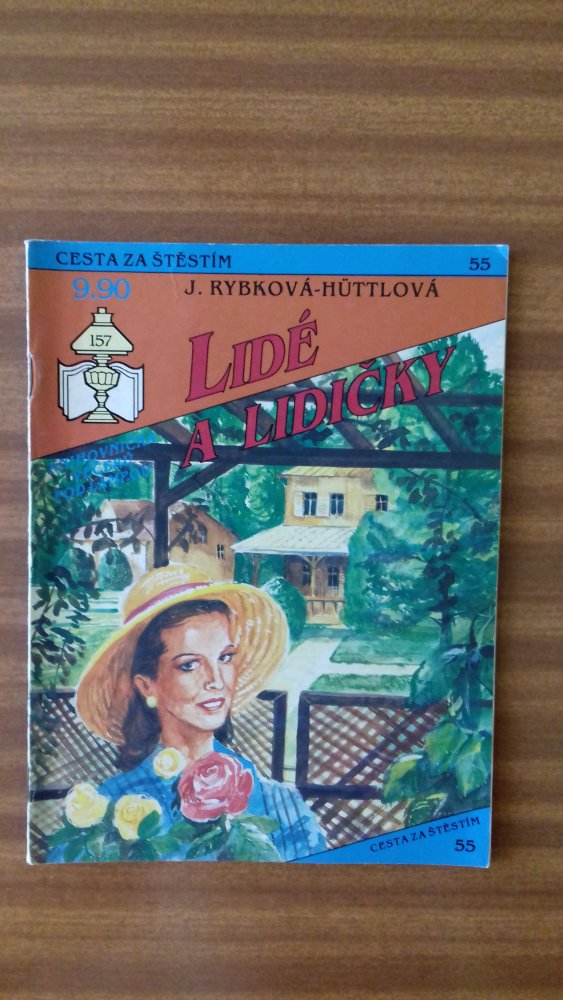 CESTA ZA ŠTĚSTÍM 55
9.90 J. RYBKOVÁ-HÜTTLOVÁ
157
LIDÉ
A LIDIČKY
CESTA ZA ŠTĚSTÍM
55